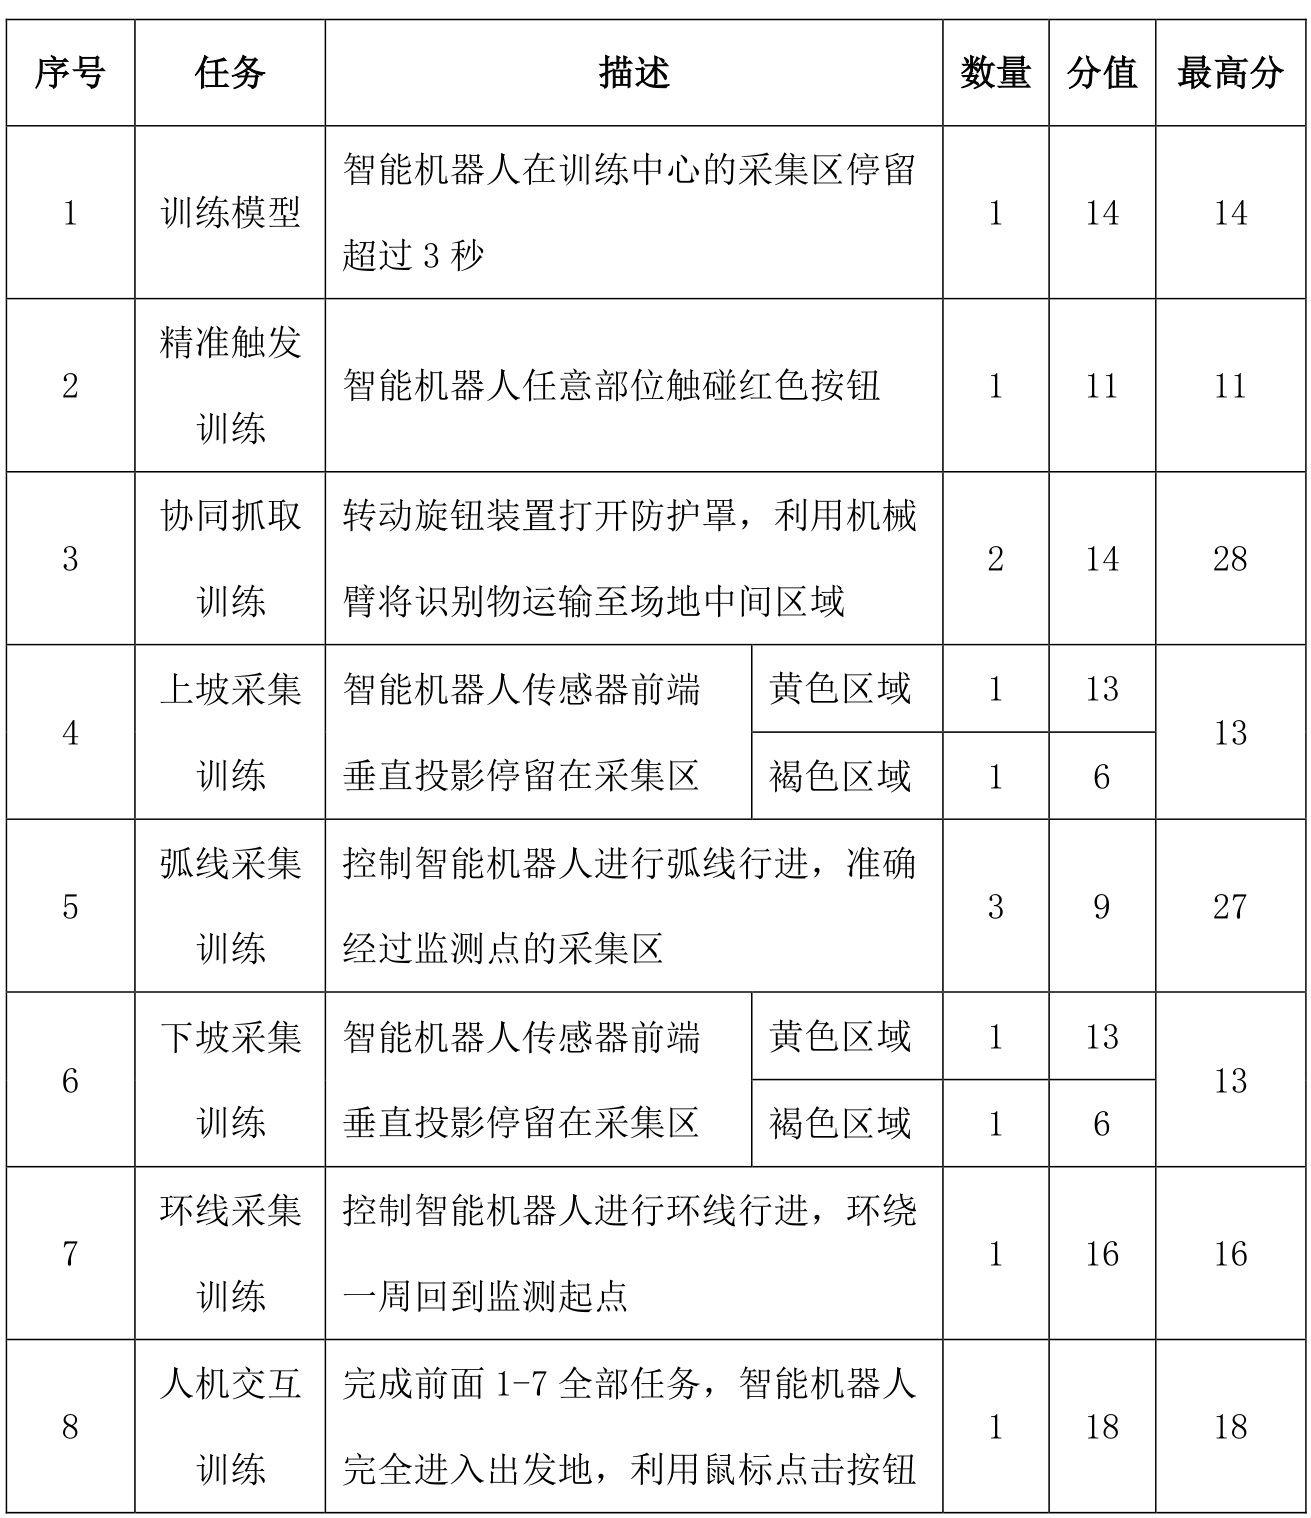 序号 任务 描述 数量 分值 最高分
1 训练模型 智能机器人在训练中心的采集区停留 1 14 14
超过 3 秒
2 精准触发 智能机器人任意部位触碰红色按钮 1 11 11
训练
3 协同抓取 转动旋钮装置打开防护罩，利用机械 2 14 28
训练 臂将识别物运输至场地中间区域
4 上坡采集 智能机器人传感器前端 黄色区域 1 13 13
训练 垂直投影停留在采集区 褐色区域 1 6
5 弧线采集 控制智能机器人进行弧线行进，准确 3 9 27
训练 经过监测点的采集区
6 下坡采集 智能机器人传感器前端 黄色区域 1 13 13
训练 垂直投影停留在采集区 褐色区域 1 6
7 环线采集 控制智能机器人进行环线行进，环绕 1 16 16
训练 一周回到监测起点
8 人机交互 完成前面 1-7 全部任务，智能机器人 1 18 18
训练 完全进入出发地，利用鼠标点击按钮